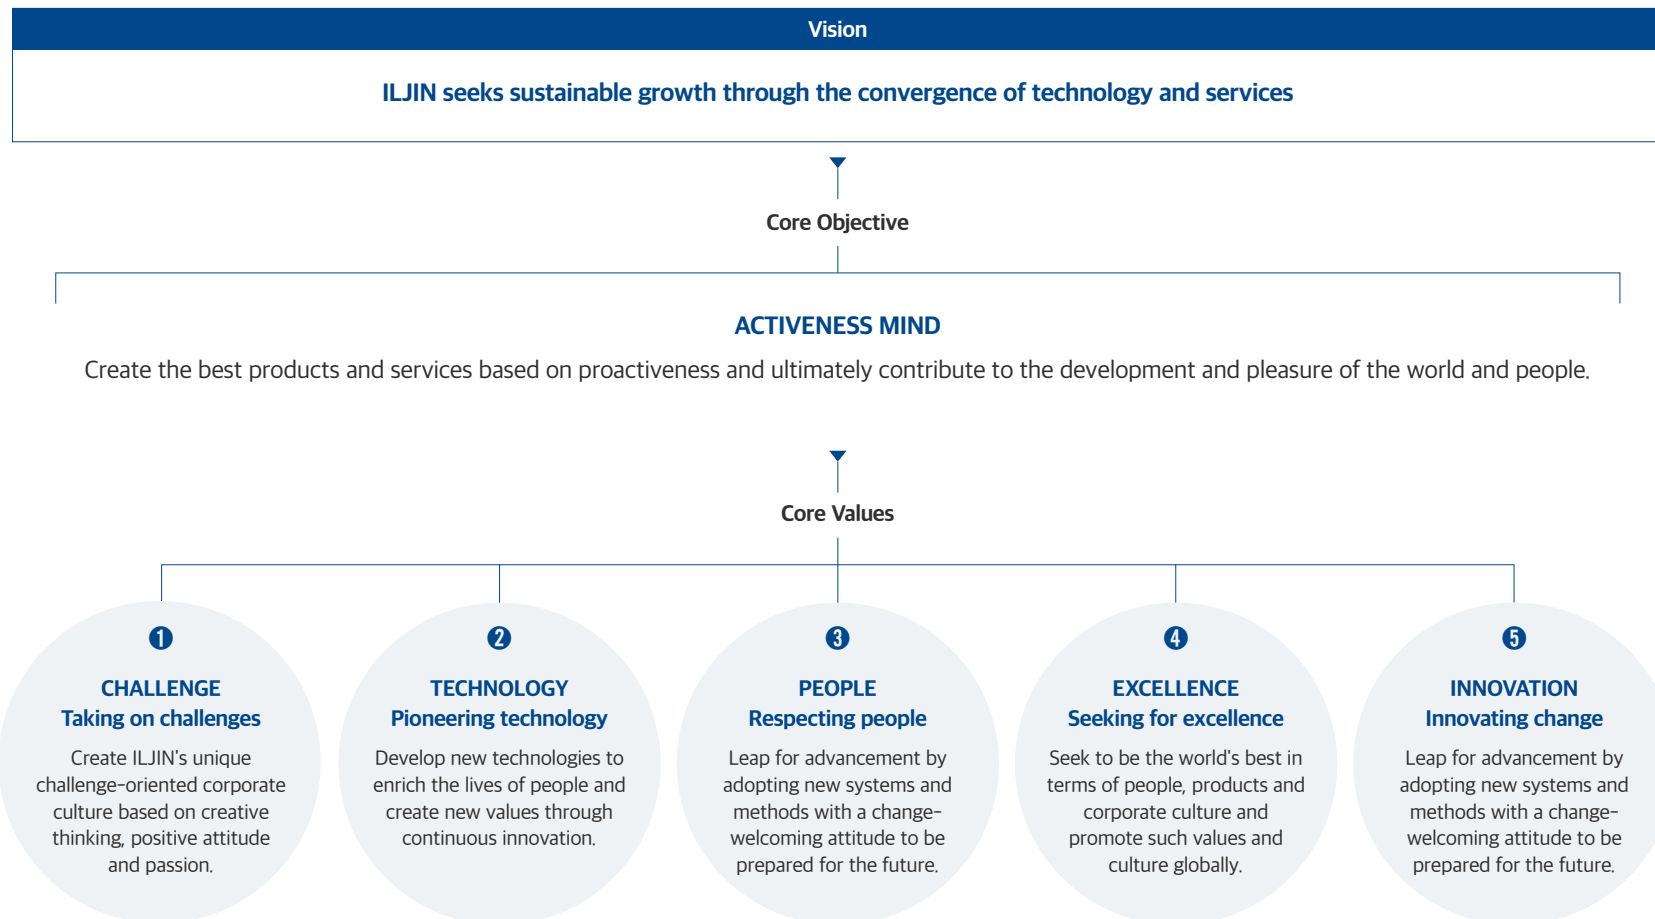 Vision
ILJIN seeks sustainable growth through the convergence of technology and services
Core Objective
ACTIVENESS MIND
Create the best products and services based on proactiveness and ultimately contribute to the development and pleasure of the world and people.
Core Values
1
CHALLENGE
Taking on challenges
Create ILJIN's unique
challenge-oriented corporate
culture based on creative
thinking, positive attitude
and passion.
2
TECHNOLOGY
Pioneering technology
Develop new technologies to
enrich the lives of people and
create new values through
continuous innovation.
3
PEOPLE
Respecting people
Leap for advancement by
adopting new systems and
methods with a change-
welcoming attitude to be
prepared for the future.
4
EXCELLENCE
Seeking for excellence
Seek to be the world's best in
terms of people, products and
corporate culture and
promote such values and
culture globally.
5
INNOVATION
Innovating change
Leap for advancement by
adopting new systems and
methods with a change-
welcoming attitude to be
prepared for the future.